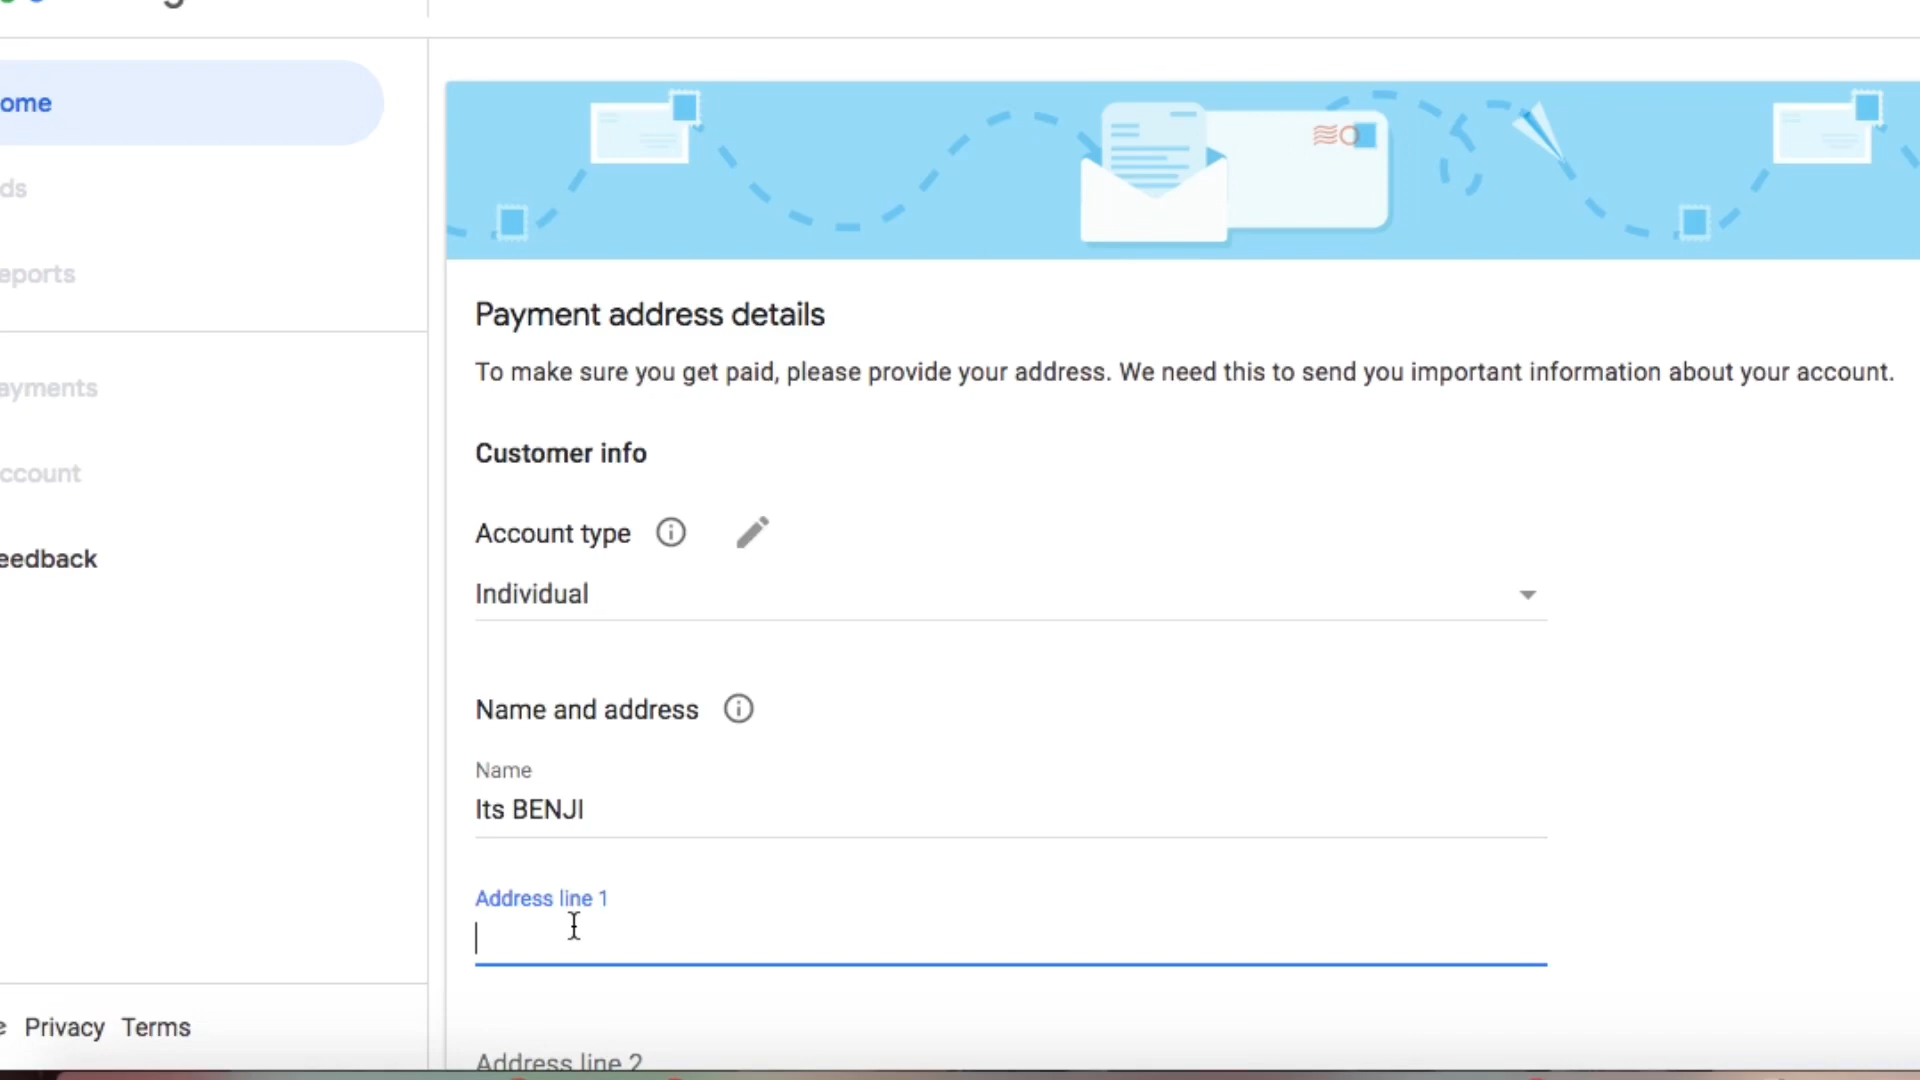 ome
ds
eports
ayments
ccount
eedback
Privacy Terms
Payment address details
To make sure you get paid, please provide your address. We need this to send you important information about your account.
Customer info
Account type
Individual
Name and address
Name
Its BENJI
Address line 1
Address line 2